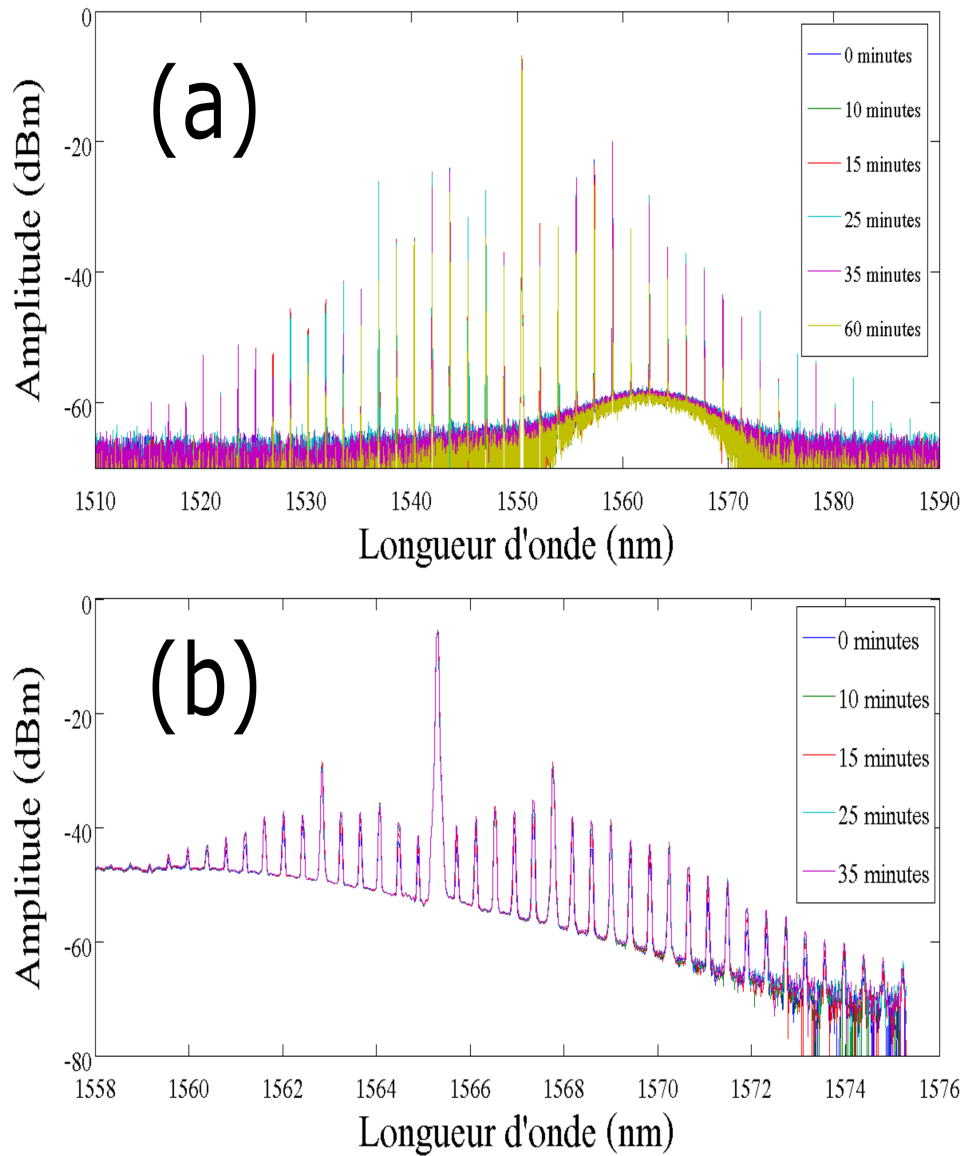 (a)
Amplitude (dBm)
0
-20
-40
-60
0 minutes
10 minutes
15 minutes
25 minutes
35 minutes
60 minutes
1510 1520 1530 1540 1550 1560 1570 1580 1590
Longueur d'onde (nm)
(b)
Amplitude (dBm)
0
-20
-40
-60
-80
0 minutes
10 minutes
15 minutes
25 minutes
35 minutes
1558 1560 1562 1564 1566 1568 1570 1572 1574 1576
Longueur d'onde (nm)